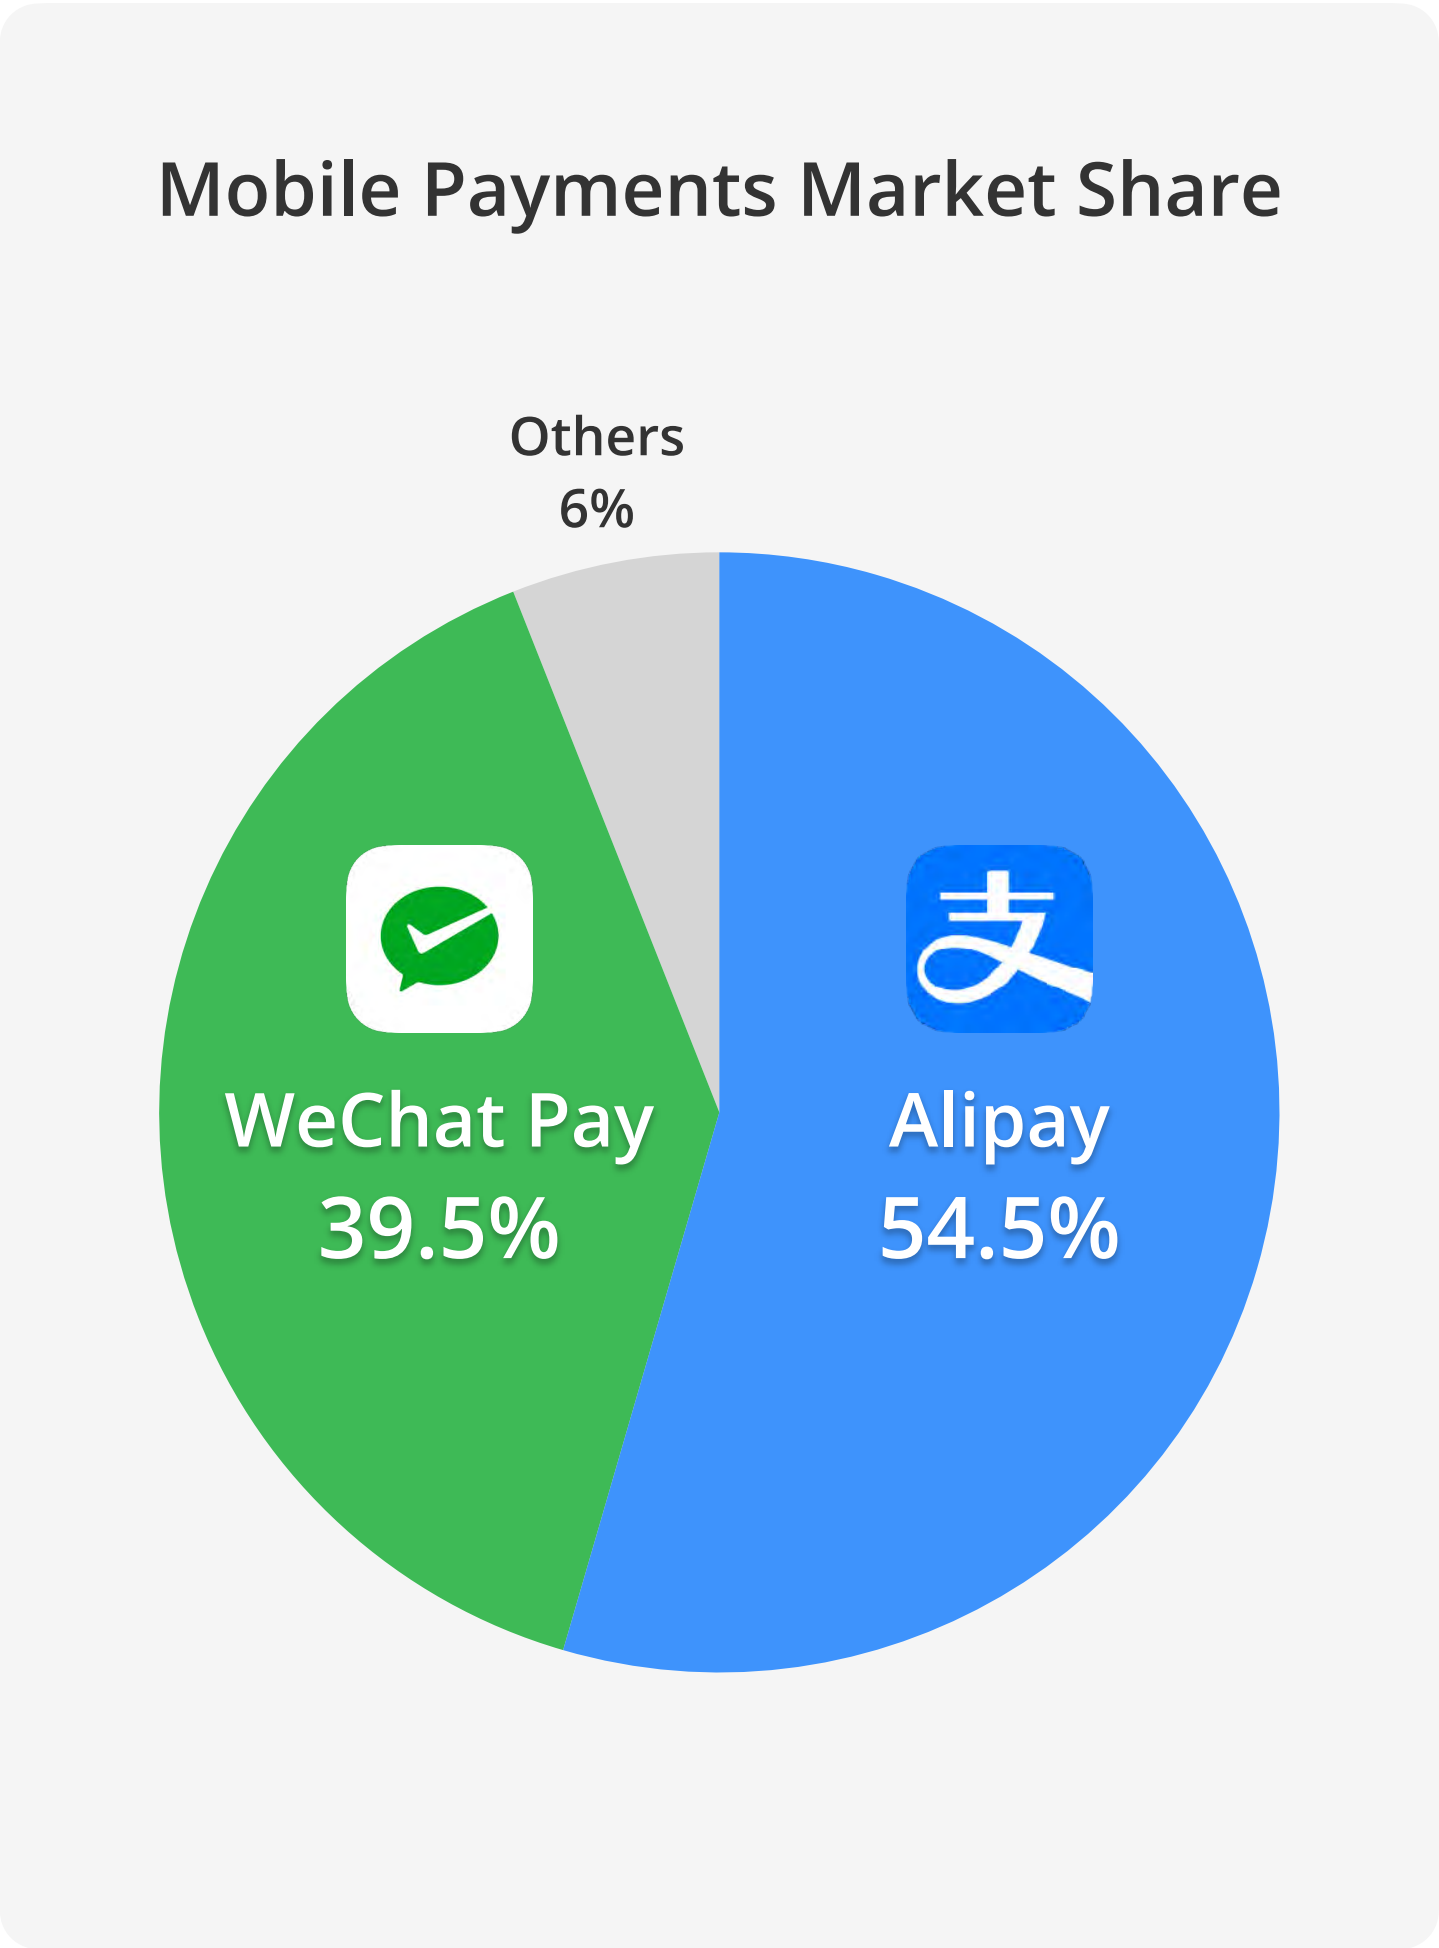 Mobile Payments Market Share
Others
6%
支
WeChat Pay
Alipay
39.5%
54.5%